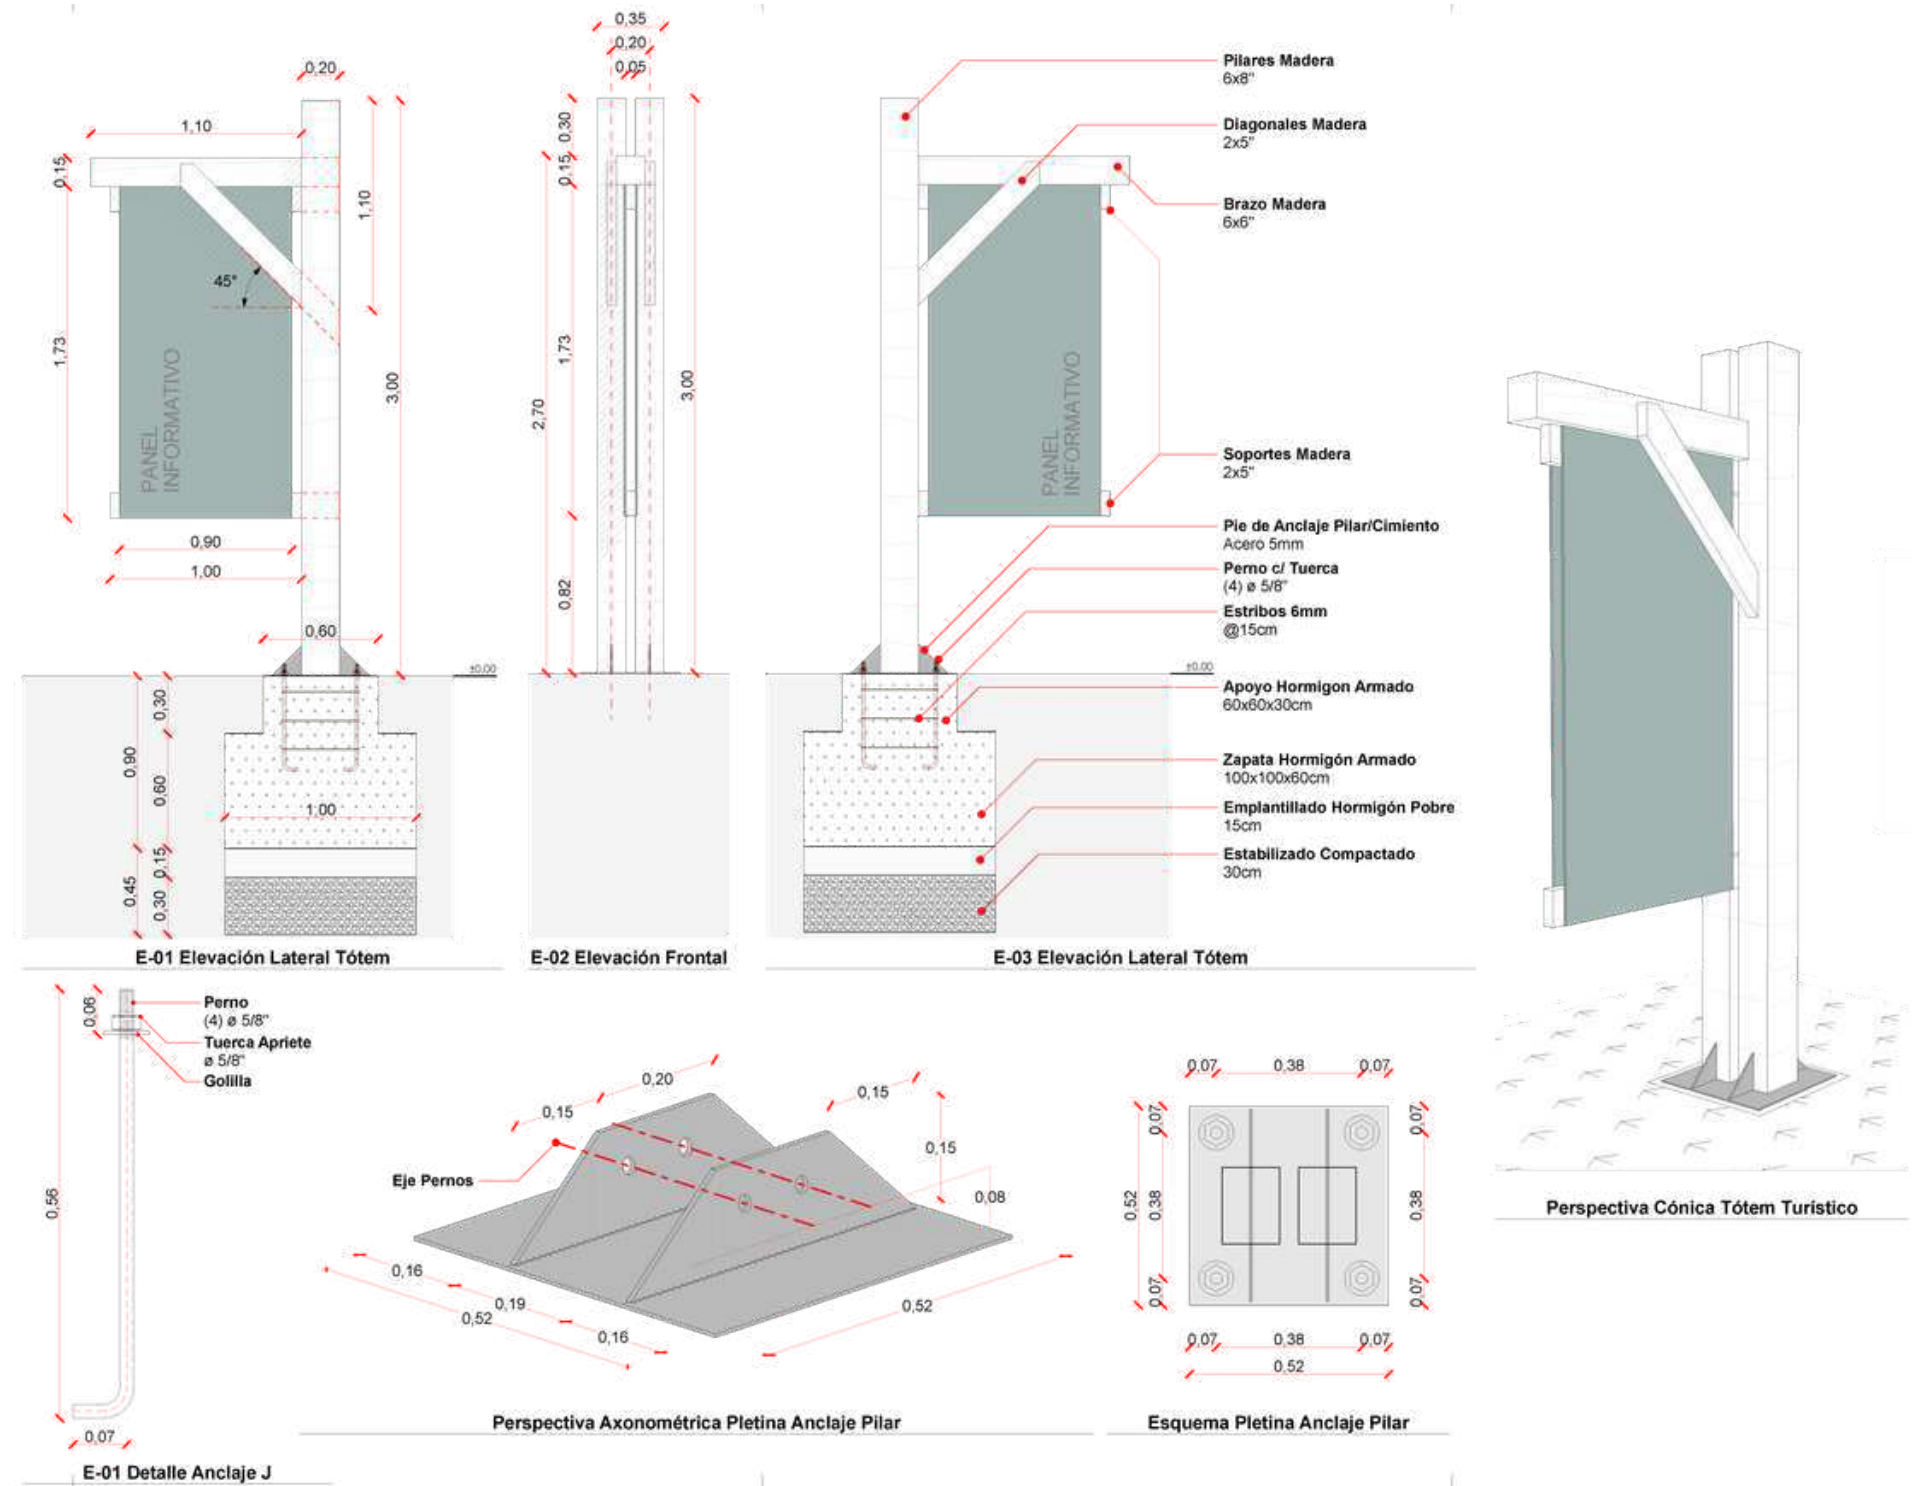 0,20
1,10
0,15
1,10
45°
1,73
3,00
PANEL
INFORMATIVO
0,90
1,00
0,60
±0.00
0,30
0,90
0,60
1,00
0,15
0,45
0,30
E-01 Elevación Lateral Tótem
0,35
0,20
0,05
0,30
0,15
1,73
2,70
3,00
0,82
E-02 Elevación Frontal
PANEL
INFORMATIVO
±0.00
Pilares Madera
6x8"
Diagonales Madera
2x5"
Brazo Madera
6x6"
Soportes Madera
2x5"
Pie de Anclaje Pilar/Cimiento
Acero 5mm
Perno c/ Tuerca
(4) ø 5/8"
Estribos 6mm
@15cm
Apoyo Hormigon Armado
60x60x30cm
Zapata Hormigón Armado
100x100x60cm
Emplantillado Hormigón Pobre
15cm
Estabilizado Compactado
30cm
E-03 Elevación Lateral Tótem
Perspectiva Cónica Tótem Turístico
0,06
Perno
(4) ø 5/8"
Tuerca Apriete
ø 5/8"
Golilla
0,56
0,07
E-01 Detalle Anclaje J
0,20
0,15
0,15
0,15
Eje Pernos
0,08
0,16
0,19
0,52
0,16
0,52
Perspectiva Axonométrica Pletina Anclaje Pilar
0,07
0,38
0,07
0,07
0,07
0,52
0,38
0,38
0,07
0,07
0,07
0,38
0,07
0,52
Esquema Pletina Anclaje Pilar